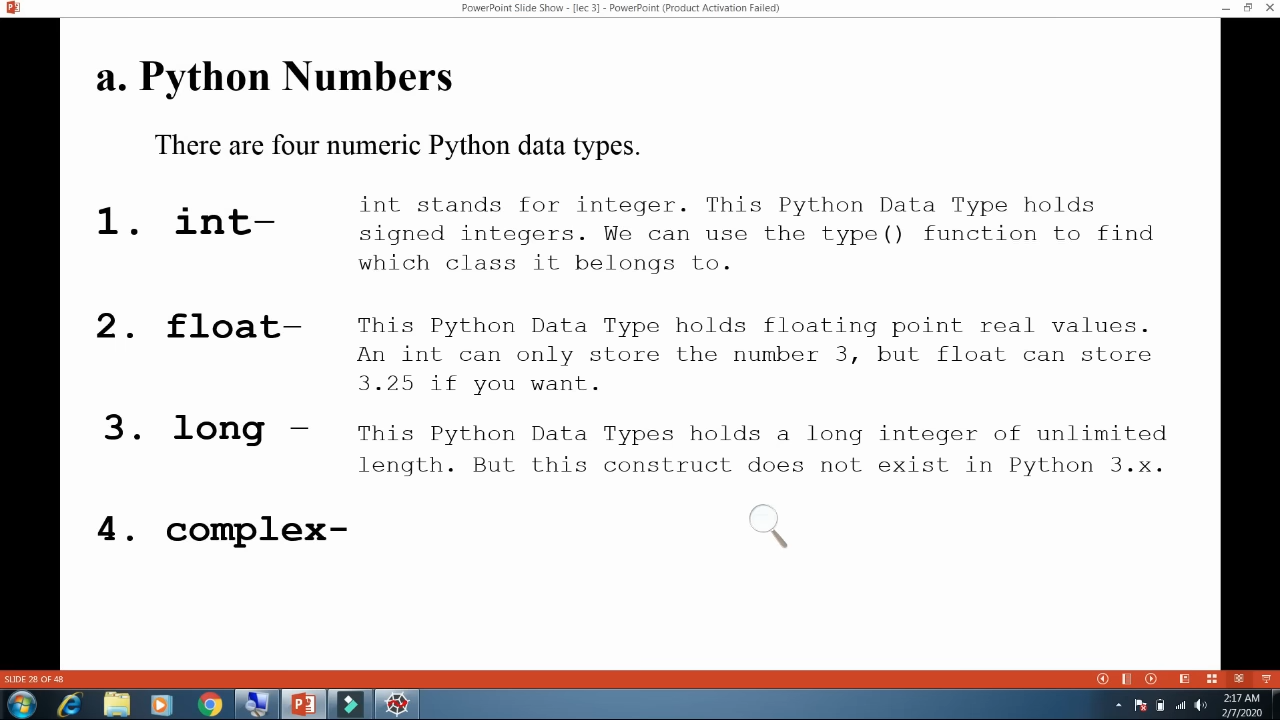 PowerPoint Slide Show - [lec 3] - PowerPoint (Product Activation Failed)
a. Python Numbers
There are four numeric Python data types.
1. int–
int stands for integer. This Python Data Type holds
signed integers. We can use the type() function to find
which class it belongs to.
2. float–
This Python Data Type holds floating point real values.
An int can only store the number 3, but float can store
3.25 if you want.
3. long –
This Python Data Types holds a long integer of unlimited
length. But this construct does not exist in Python 3.x.
4. complex-
SLIDE 28 OF 48
2:17 AM
2/7/2020